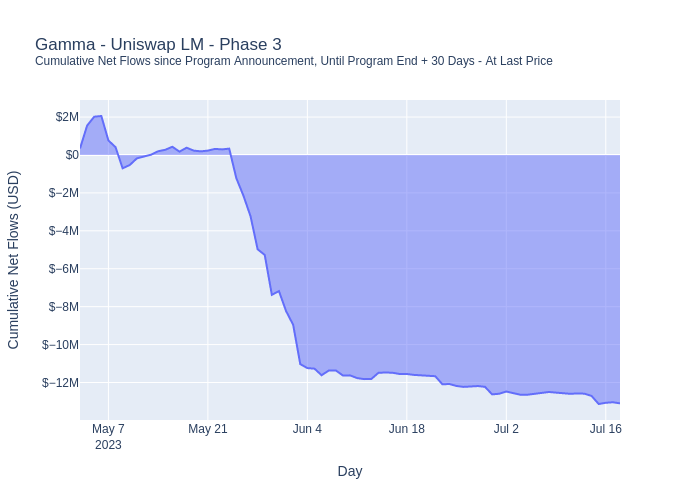 Gamma - Uniswap LM - Phase 3
Cumulative Net Flows since Program Announcement, Until Program End + 30 Days - At Last Price
Cumulative Net Flows (USD)
$2M
$0
$−2M
$−4M
$−6M
$−8M
$−10M
$−12M
May 7
2023
May 21
Jun 4
Jun 18
Jul 2
Jul 16
Day